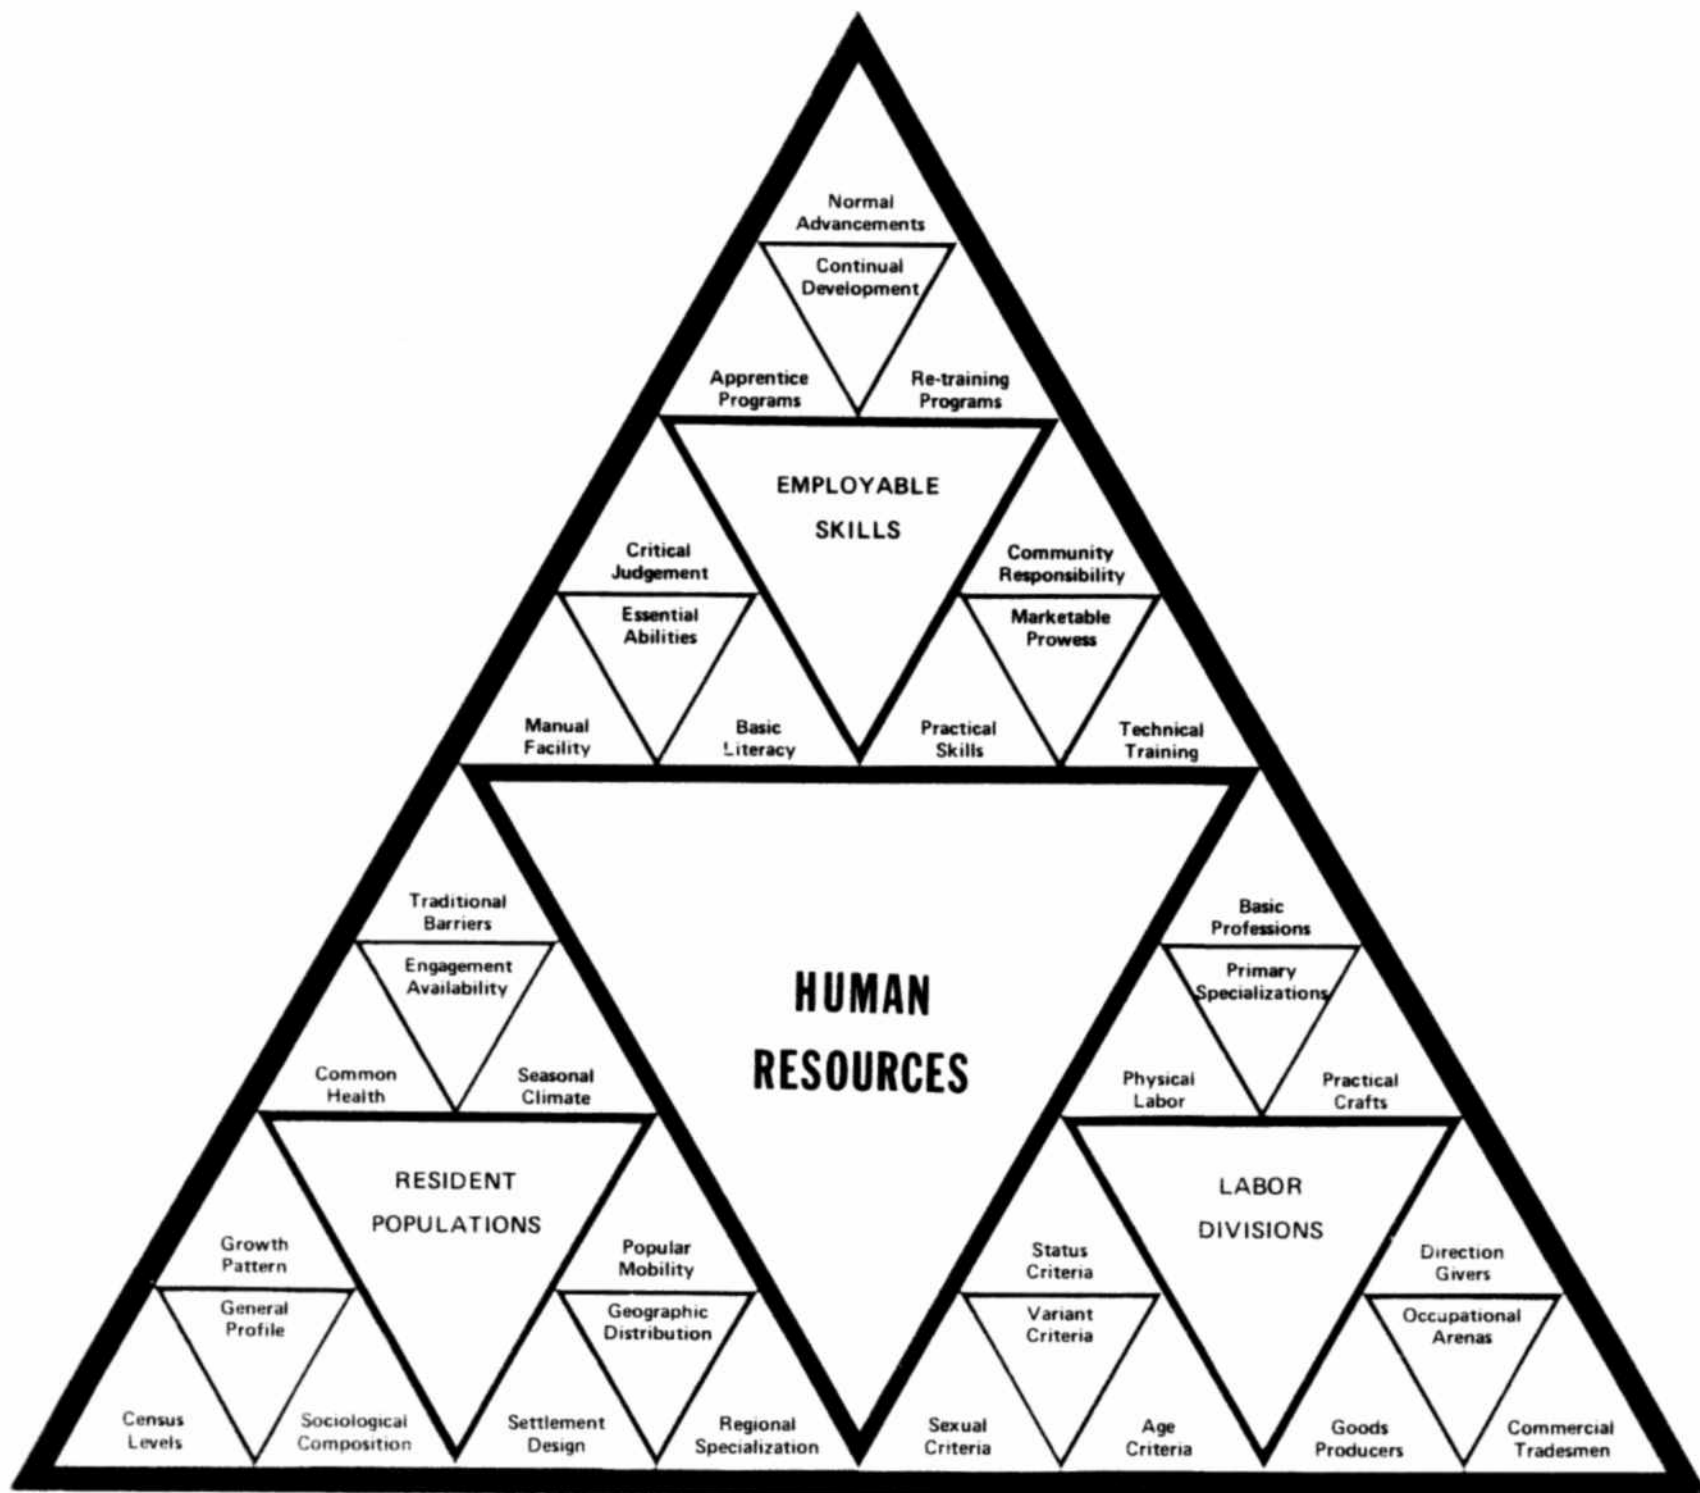 Normal
Advancements
Continual
Development
Apprentice
Programs
Re-training
Programs
EMPLOYABLE
SKILLS
Critical
Judgement
Essential
Abilities
Manual
Facility
Basic
Literacy
Community
Responsibility
Marketable
Prowess
Practical
Skills
Technical
Training
HUMAN
RESOURCES
Traditional
Barriers
Engagement
Availability
Common
Health
Seasonal
Climate
RESIDENT
POPULATIONS
Growth
Pattern
General
Profile
Census
Levels
Sociological
Composition
Popular
Mobility
Geographic
Distribution
Settlement
Design
Regional
Specialization
Basic
Professions
Primary
Specializations
Physical
Labor
Practical
Crafts
LABOR
DIVISIONS
Status
Criteria
Variant
Criteria
Sexual
Criteria
Age
Criteria
Direction
Givers
Occupational
Arenas
Goods
Producers
Commercial
Tradesmen